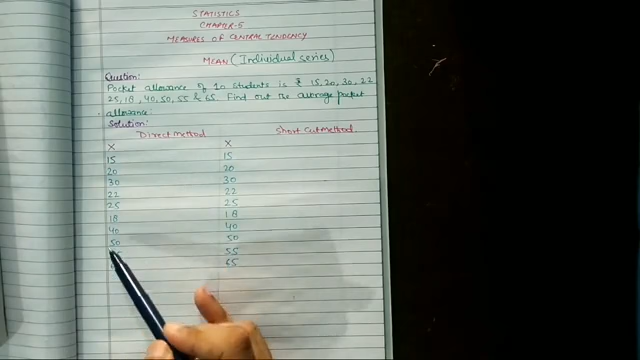 STATISTICS
CHAPTER-5
MEASURES OF CENTRAL TENDENCY
MEAN (Individual series)
Question:
Pocket allowance of 10 students is ₹ 15, 20, 30, 22
25, 18, 40, 50, 55 & 65. Find out the average pocket
allowance:
Solution:
Direct Method Short Cut Method
X X
15 15
20 20
30 30
22 22
25 25
18 18
40 40
50 50
55
65